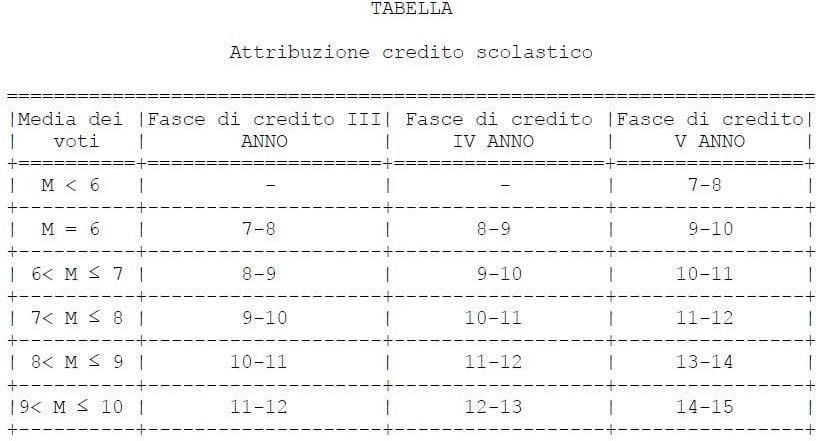 TABELLA
Attribuzione credito scolastico
=====================================================================
|Media dei |Fasce di credito III| Fasce di credito |Fasce di credito|
| voti | ANNO | IV ANNO | V ANNO |
+==========+====================+==================+================+
| M < 6 | - | - | 7-8 |
+----------+--------------------+------------------+----------------+
| M = 6 | 7-8 | 8-9 | 9-10 |
+----------+--------------------+------------------+----------------+
| 6< M ≤ 7 | 8-9 | 9-10 | 10-11 |
+----------+--------------------+------------------+----------------+
| 7< M ≤ 8 | 9-10 | 10-11 | 11-12 |
+----------+--------------------+------------------+----------------+
| 8< M ≤ 9 | 10-11 | 11-12 | 13-14 |
+----------+--------------------+------------------+----------------+
|9< M ≤ 10 | 11-12 | 12-13 | 14-15 |
+----------+--------------------+------------------+----------------+